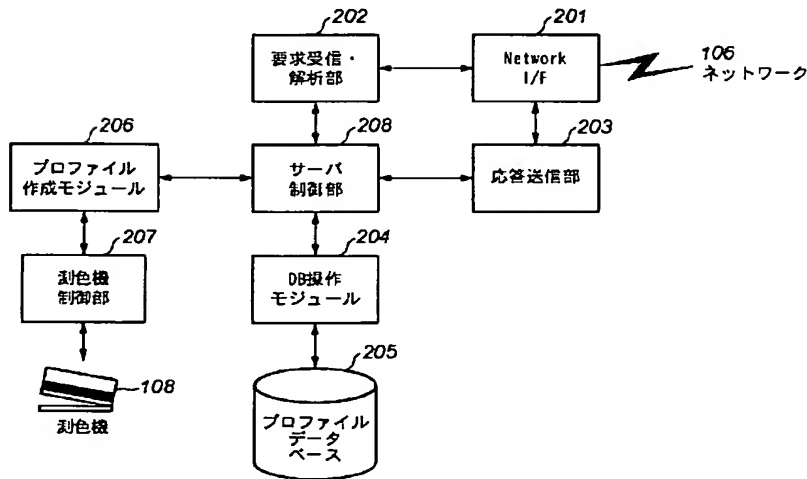 202
要求受信・
解析部
201
Network
I/F
106
ネットワーク
206
プロファイル
作成モジュール
208
サーバ
制御部
203
応答送信部
207
測色機
制御部
204
DB操作
モジュール
108
測色機
205
プロファイル
データ
ベース